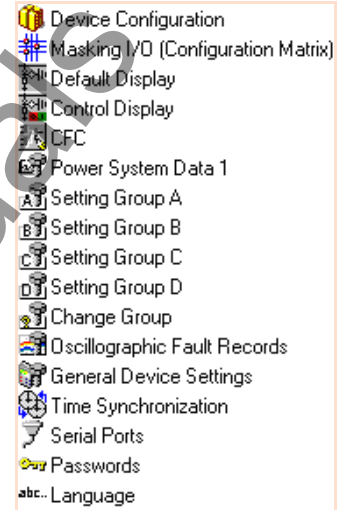 Device Configuration
Masking I/O (Configuration Matrix)
Default Display
Control Display
CFC
Power System Data 1
Setting Group A
Setting Group B
Setting Group C
Setting Group D
Change Group
Oscillographic Fault Records
General Device Settings
Time Synchronization
Serial Ports
Passwords
abc.. Language